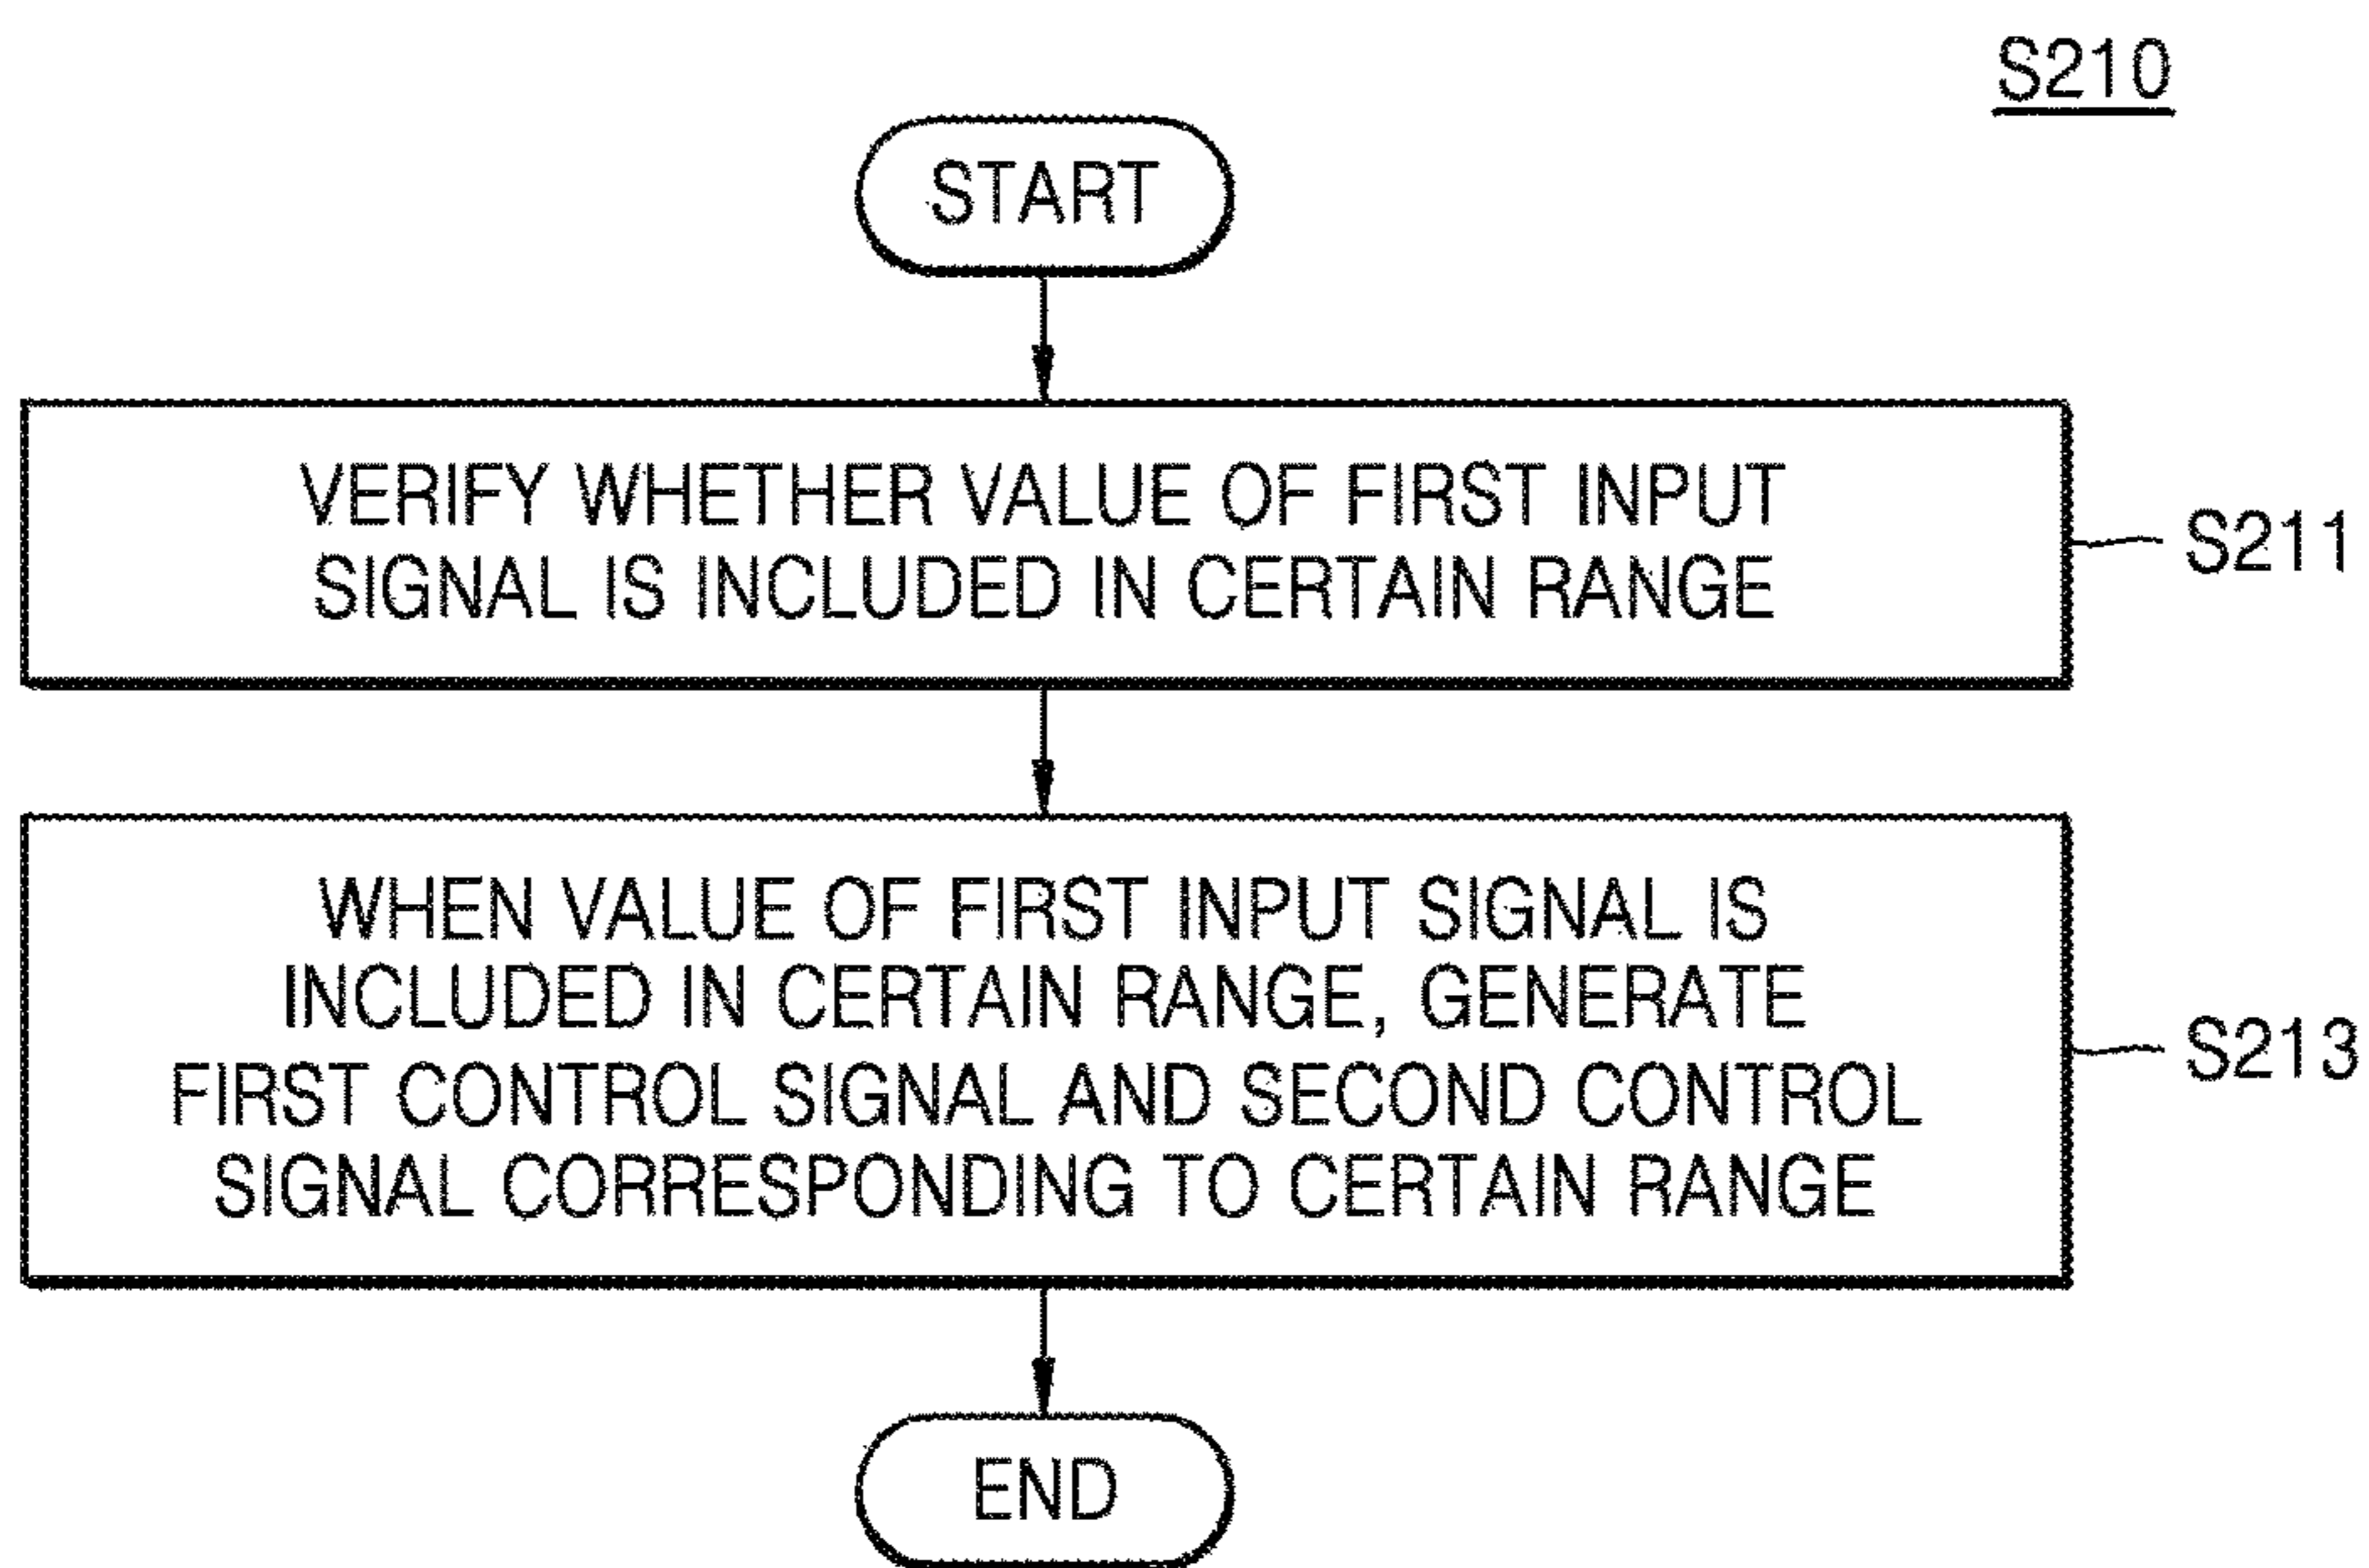 S210
START
VERIFY WHETHER VALUE OF FIRST INPUT
SIGNAL IS INCLUDED IN CERTAIN RANGE
S211
WHEN VALUE OF FIRST INPUT SIGNAL IS
INCLUDED IN CERTAIN RANGE, GENERATE
FIRST CONTROL SIGNAL AND SECOND CONTROL
SIGNAL CORRESPONDING TO CERTAIN RANGE
S213
END